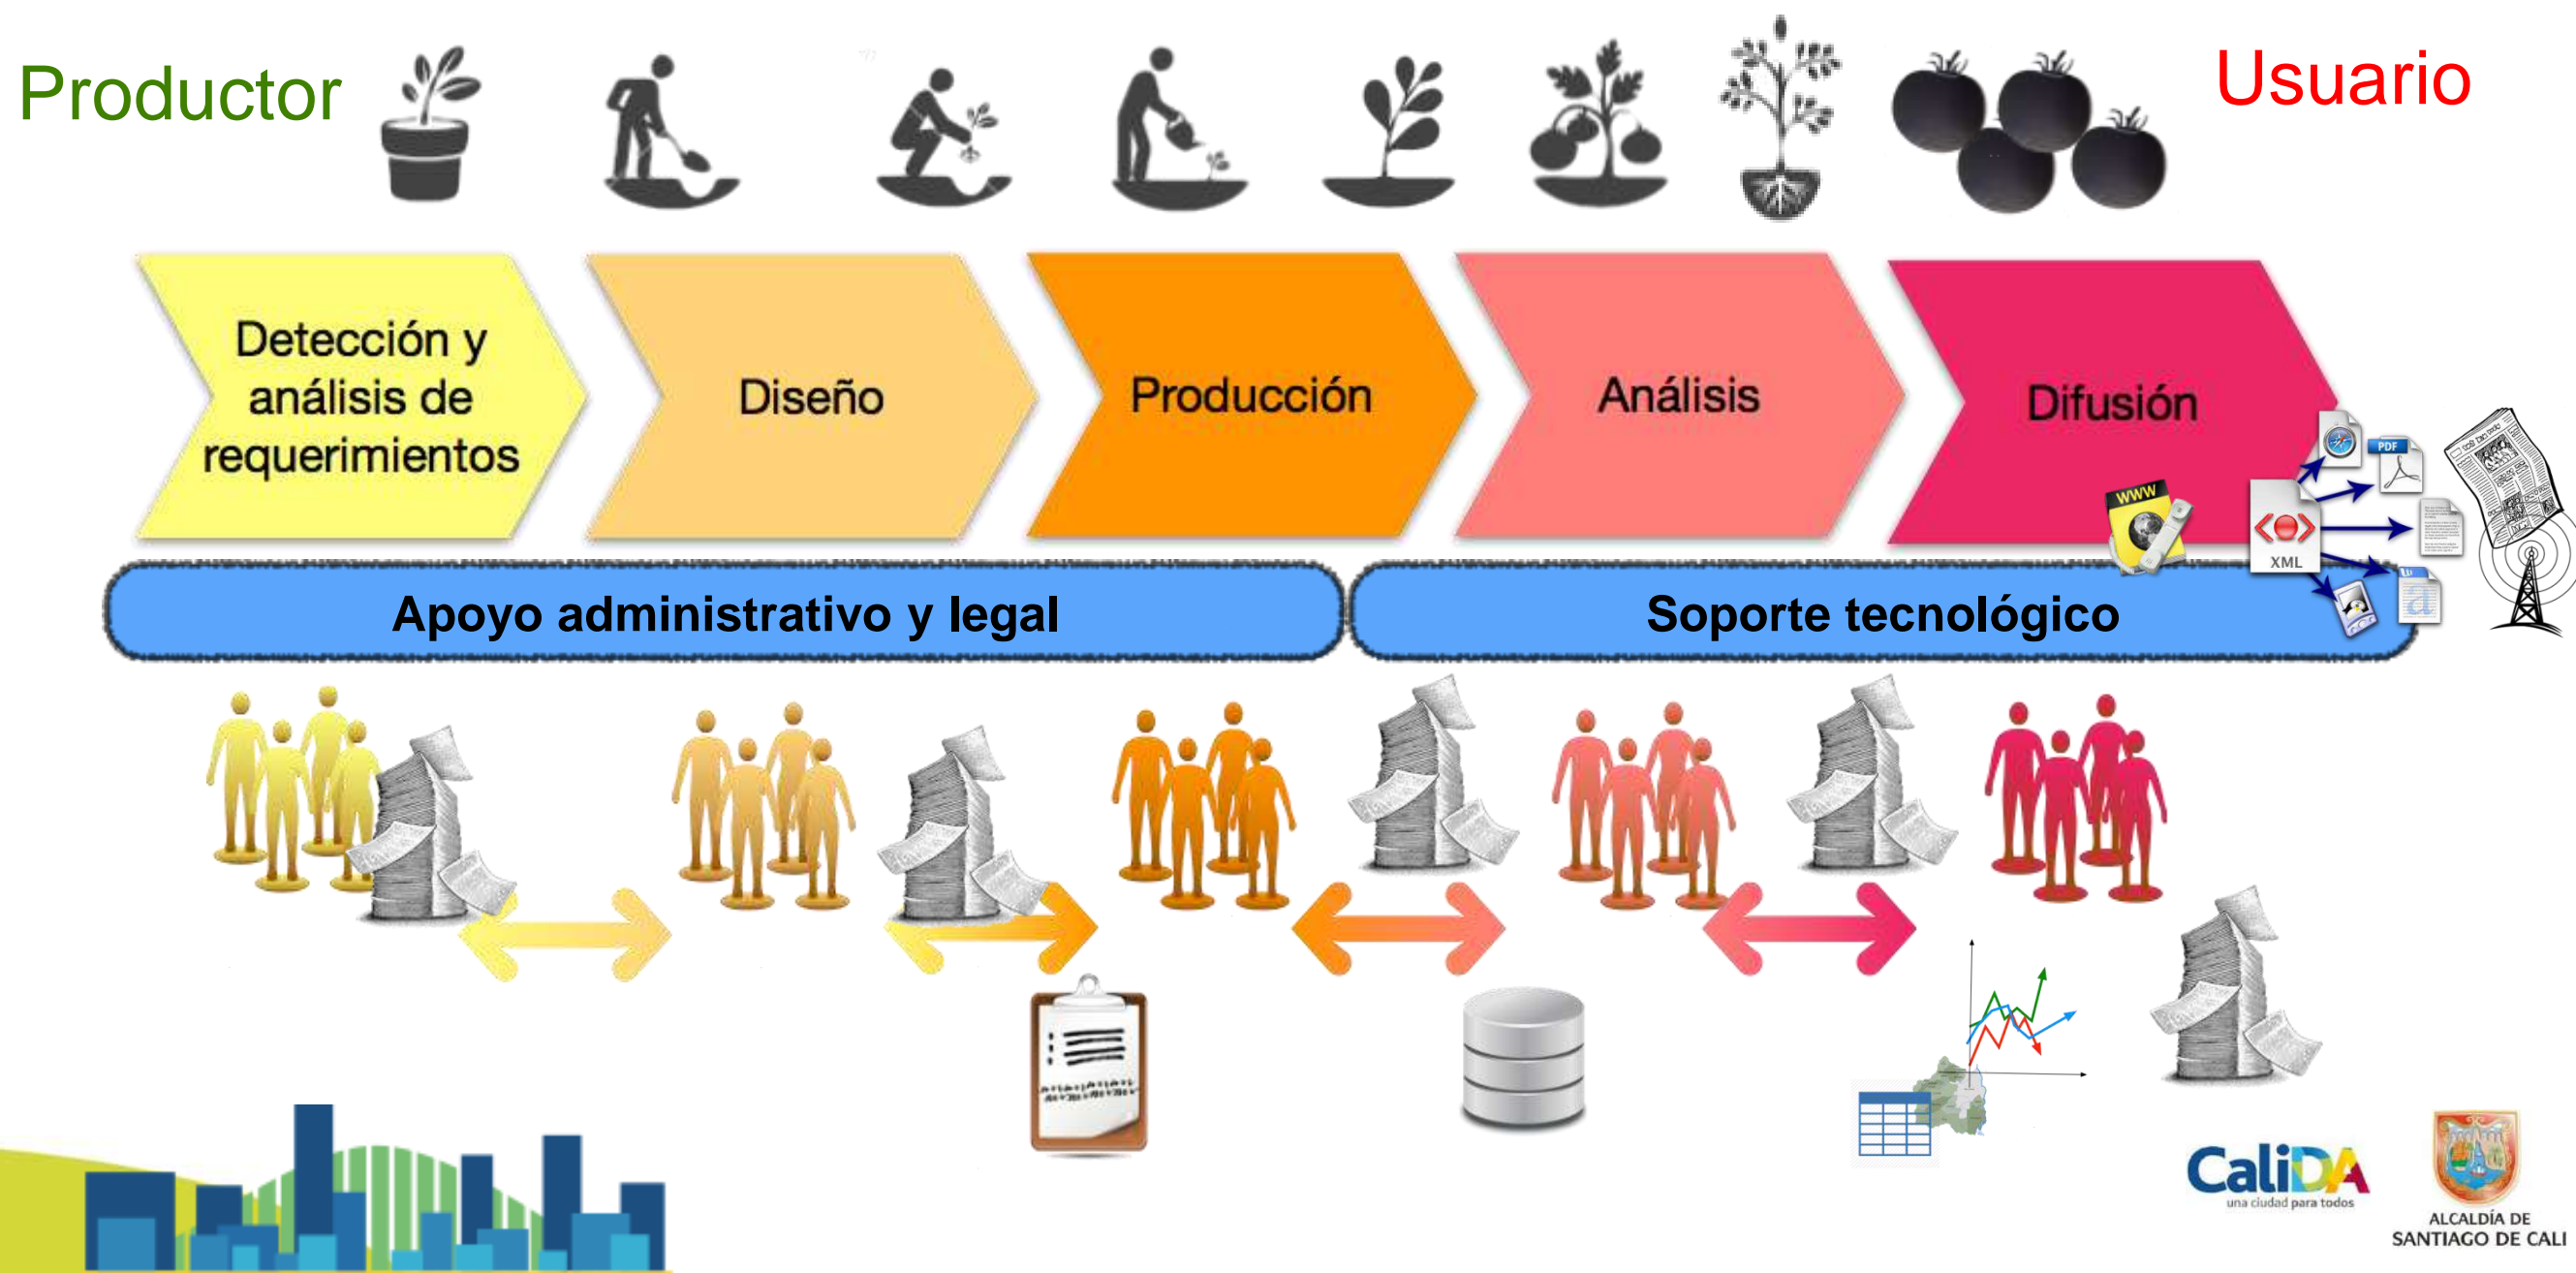 Productor
Usuario
Detección y
análisis de
requerimientos
Diseño
Producción
Análisis
Difusión
WWW
PDF
XML
Apoyo administrativo y legal
Soporte tecnológico
CaliDA
una ciudad para todos
ALCALDÍA DE
SANTIAGO DE CALI